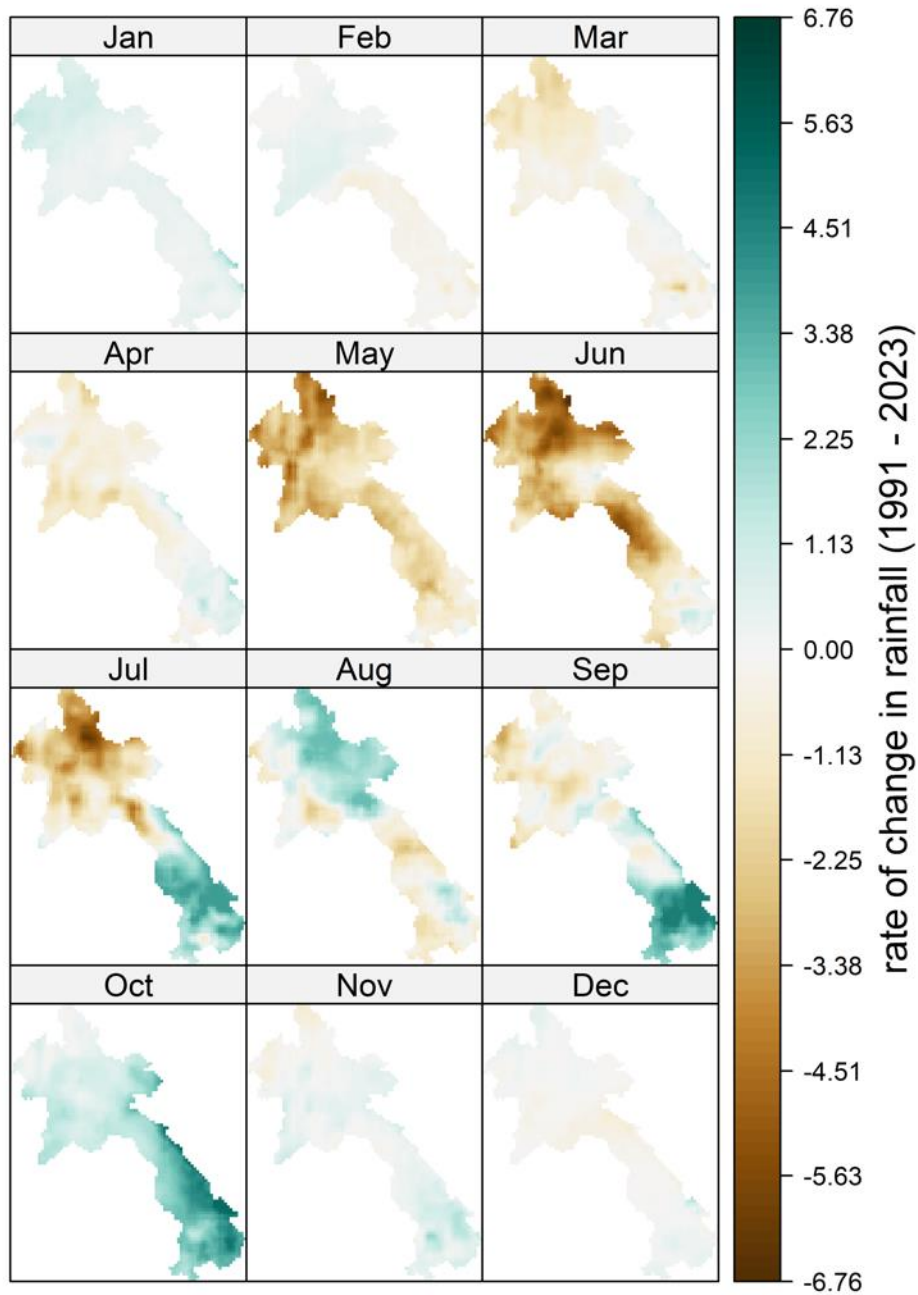 Jan Feb Mar
Apr May Jun
Jul Aug Sep
Oct Nov Dec
6.76
5.63
4.51
3.38
2.25
1.13
0.00
-1.13
-2.25
-3.38
-4.51
-5.63
-6.76
rate of change in rainfall (1991 - 2023)